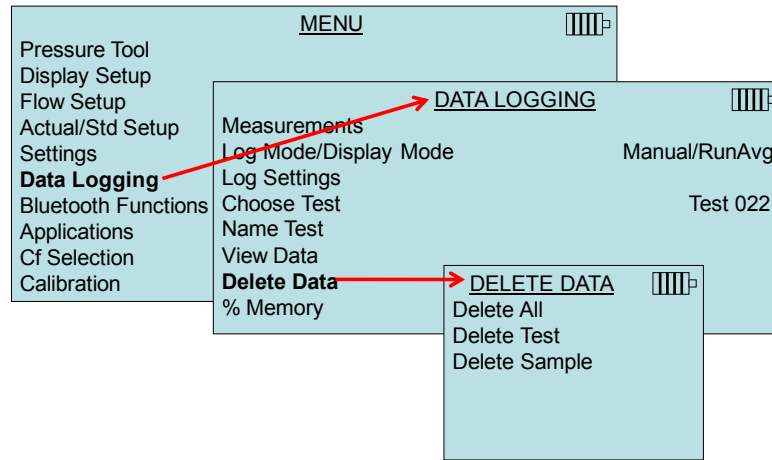 MENU
Pressure Tool
Display Setup
Flow Setup
Actual/Std Setup
Settings
Data Logging
Bluetooth Functions
Applications
Cf Selection
Calibration
DATA LOGGING
Measurements
Log Mode/Display Mode Manual/RunAvg
Log Settings
Choose Test Test 022
Name Test
View Data
Delete Data
% Memory
DELETE DATA
Delete All
Delete Test
Delete Sample